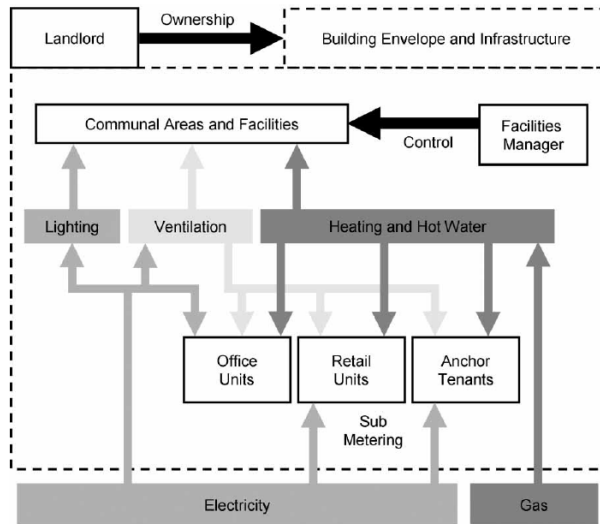 Landlord
Ownership
Building Envelope and Infrastructure
Communal Areas and Facilities
Control
Facilities
Manager
Lighting
Ventilation
Heating and Hot Water
Office
Units
Retail
Units
Anchor
Tenants
Sub
Metering
Electricity
Gas